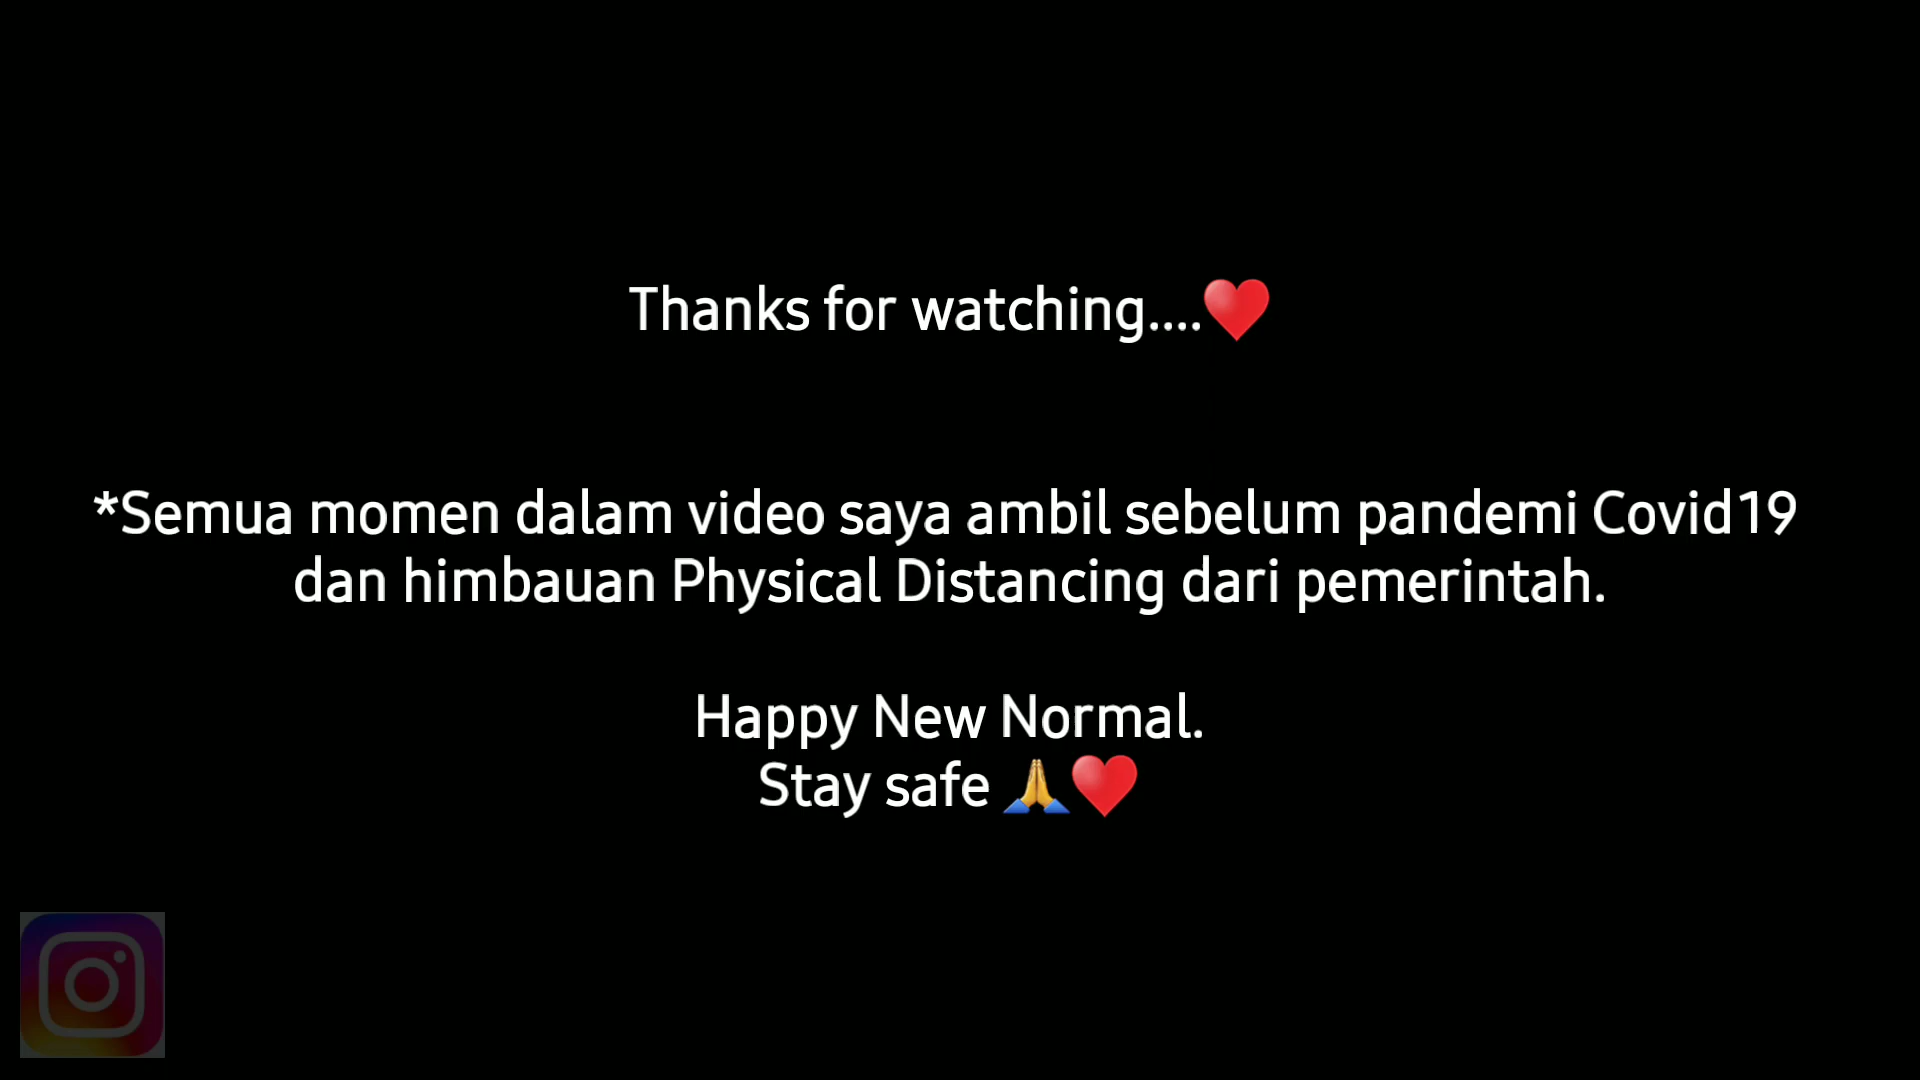 Thanks for watching....❤️
*Semua momen dalam video saya ambil sebelum pandemi Covid19
dan himbauan Physical Distancing dari pemerintah.
Happy New Normal.
Stay safe 🙏❤️